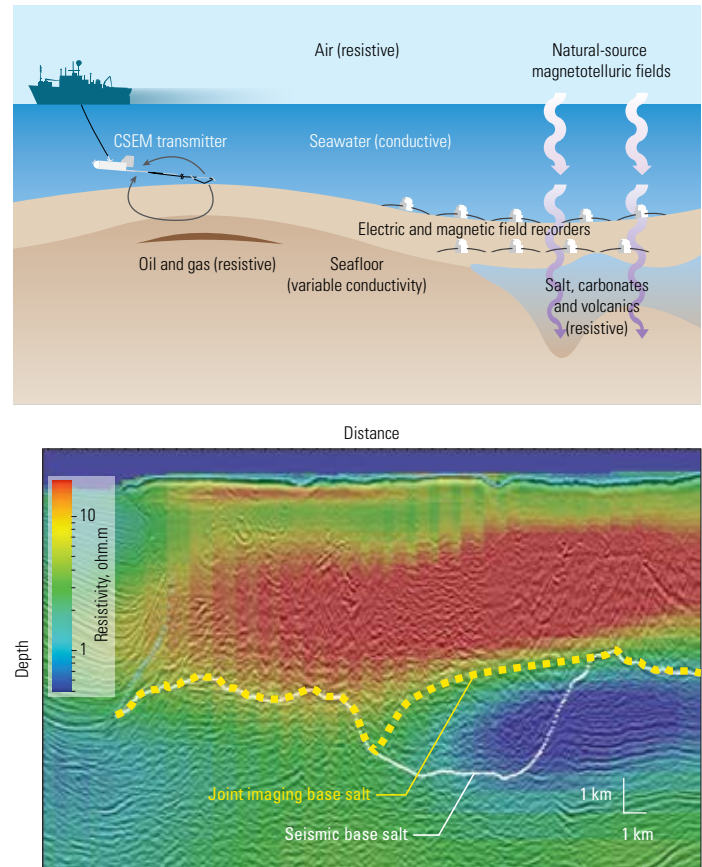 Air (resistive)
Natural-source
magnetotelluric fields
CSEM transmitter
Seawater (conductive)
Electric and magnetic field recorders
Oil and gas (resistive)
Seafloor
(variable conductivity)
Salt, carbonates
and volcanics
(resistive)
Distance
Depth
Resistivity, ohm.m
10
1
Joint imaging base salt
Seismic base salt
1 km
1 km